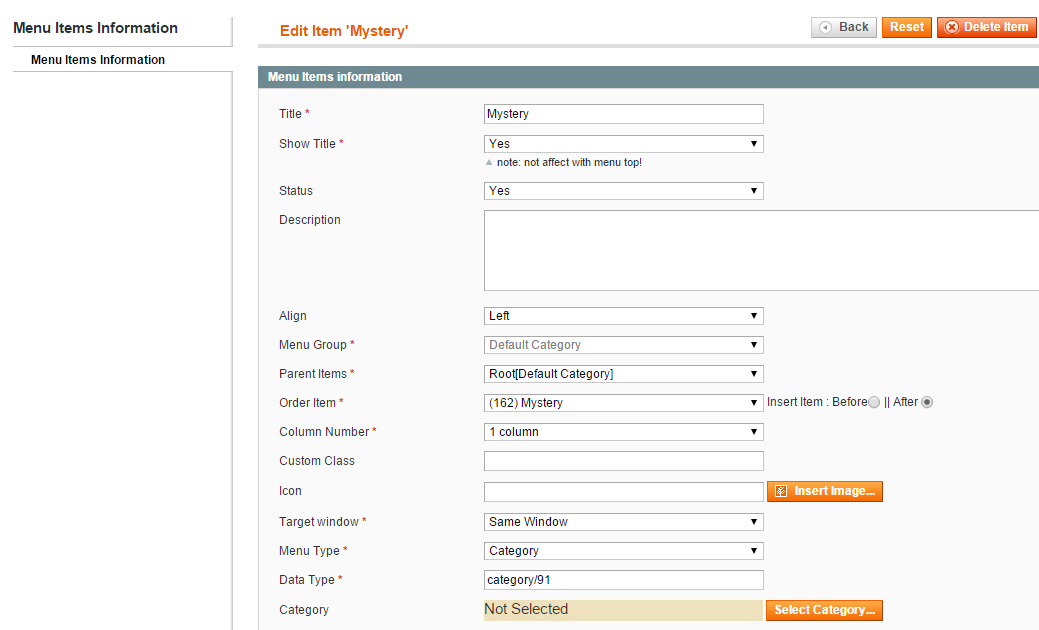 Menu Items Information
Menu Items Information
Edit Item 'Mystery'
Back Reset Delete Item
Menu Items information
Title * Mystery
Show Title * Yes
note: not affect with menu top!
Status Yes
Description
Align Left
Menu Group * Default Category
Parent Items * Root[Default Category]
Order Item * (162) Mystery Insert Item : Before || After
Column Number * 1 column
Custom Class
Icon Insert Image...
Target window * Same Window
Menu Type * Category
Data Type * category/91
Category Not Selected Select Category...